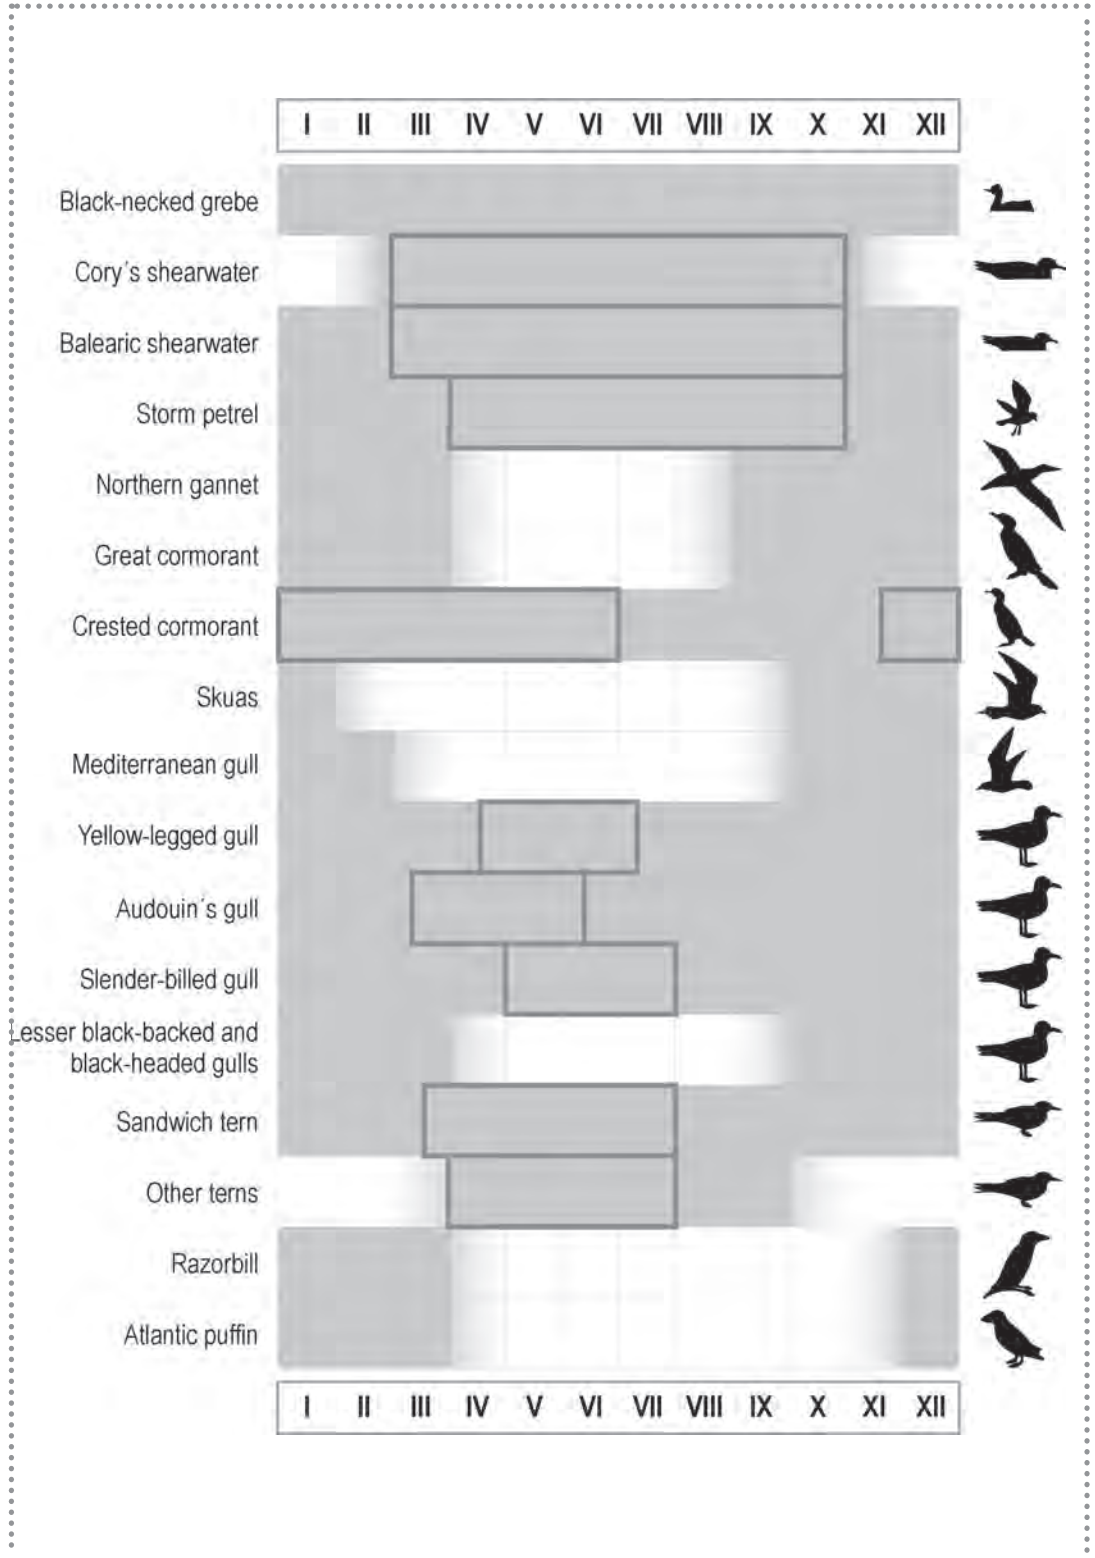 I II III IV V VI VII VIII IX X XI XII
Black-necked grebe
Cory´s shearwater
Balearic shearwater
Storm petrel
Northern gannet
Great cormorant
Crested cormorant
Skuas
Mediterranean gull
Yellow-legged gull
Audouin´s gull
Slender-billed gull
Lesser black-backed and
black-headed gulls
Sandwich tern
Other terns
Razorbill
Atlantic puffin
I II III IV V VI VII VIII IX X XI XII